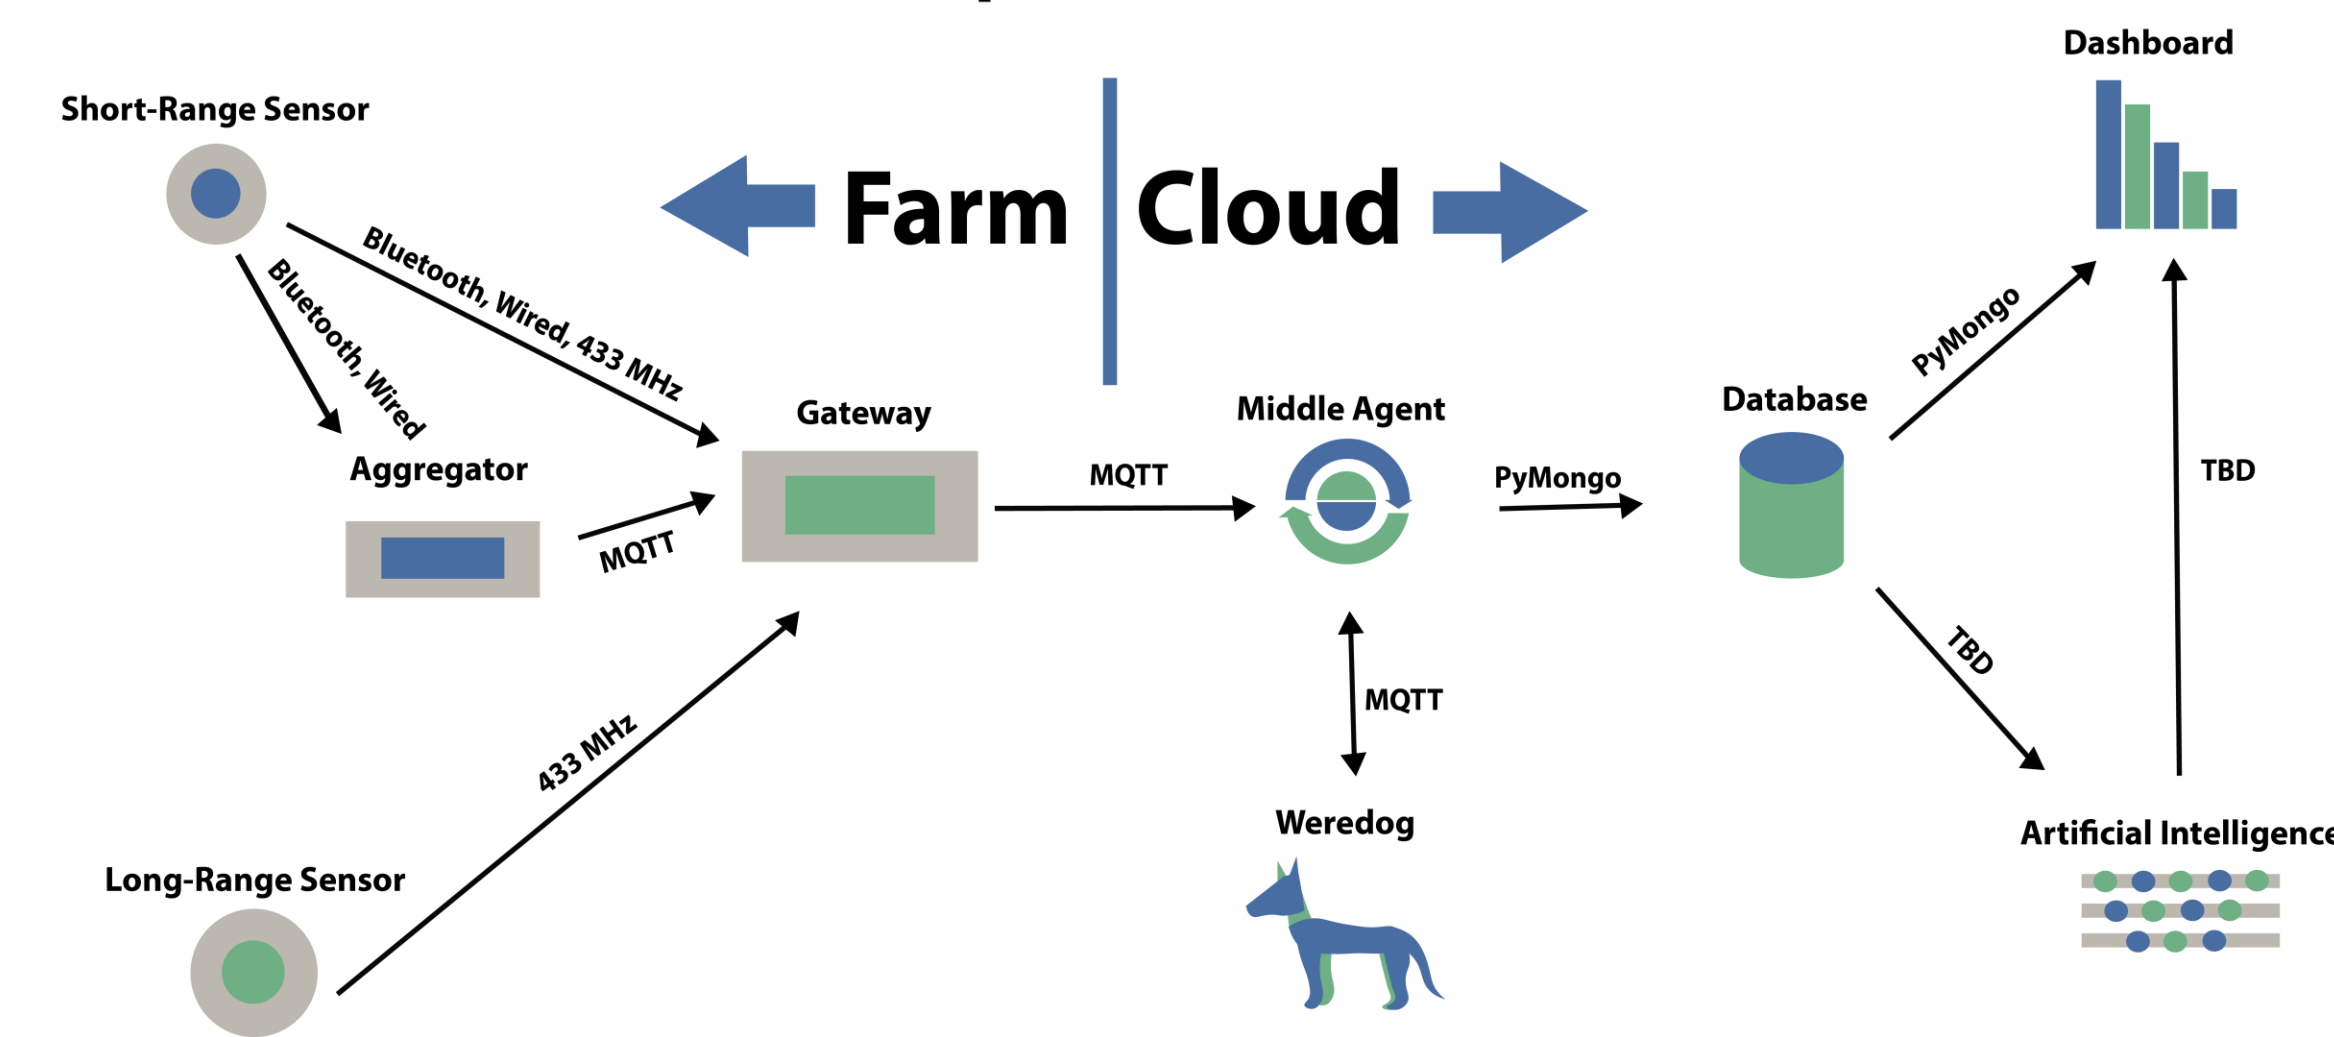 Dashboard
Short-Range Sensor
Farm
Cloud
Bluetooth, Wired, 433 MHz
Bluetooth, Wired
PyMongo
Database
Middle Agent
Gateway
Aggregator
MQTT
PyMongo
TBD
MQTT
TBD
MQTT
433 MHz
Weredog
Artificial Intelligence
Long-Range Sensor